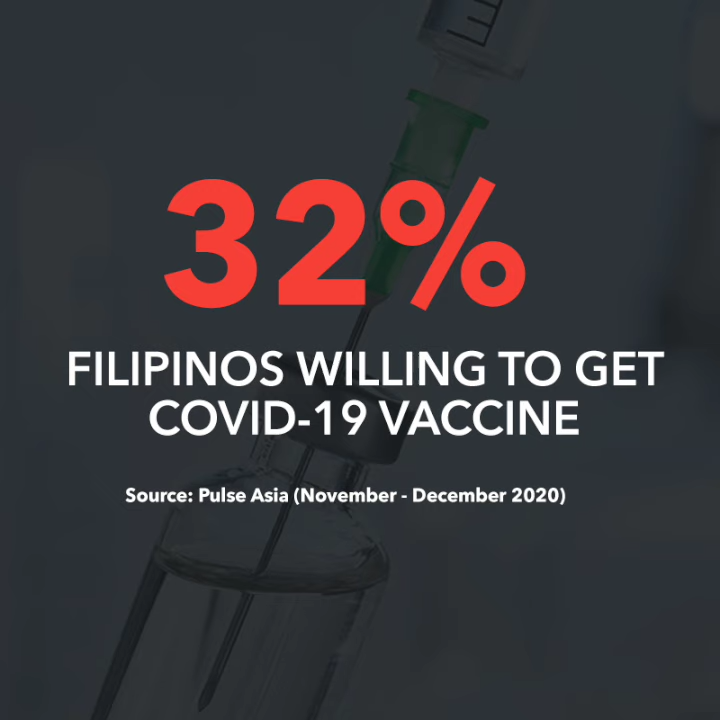 32%
FILIPINOS WILLING TO GET
COVID-19 VACCINE
Source: Pulse Asia (November - December 2020)